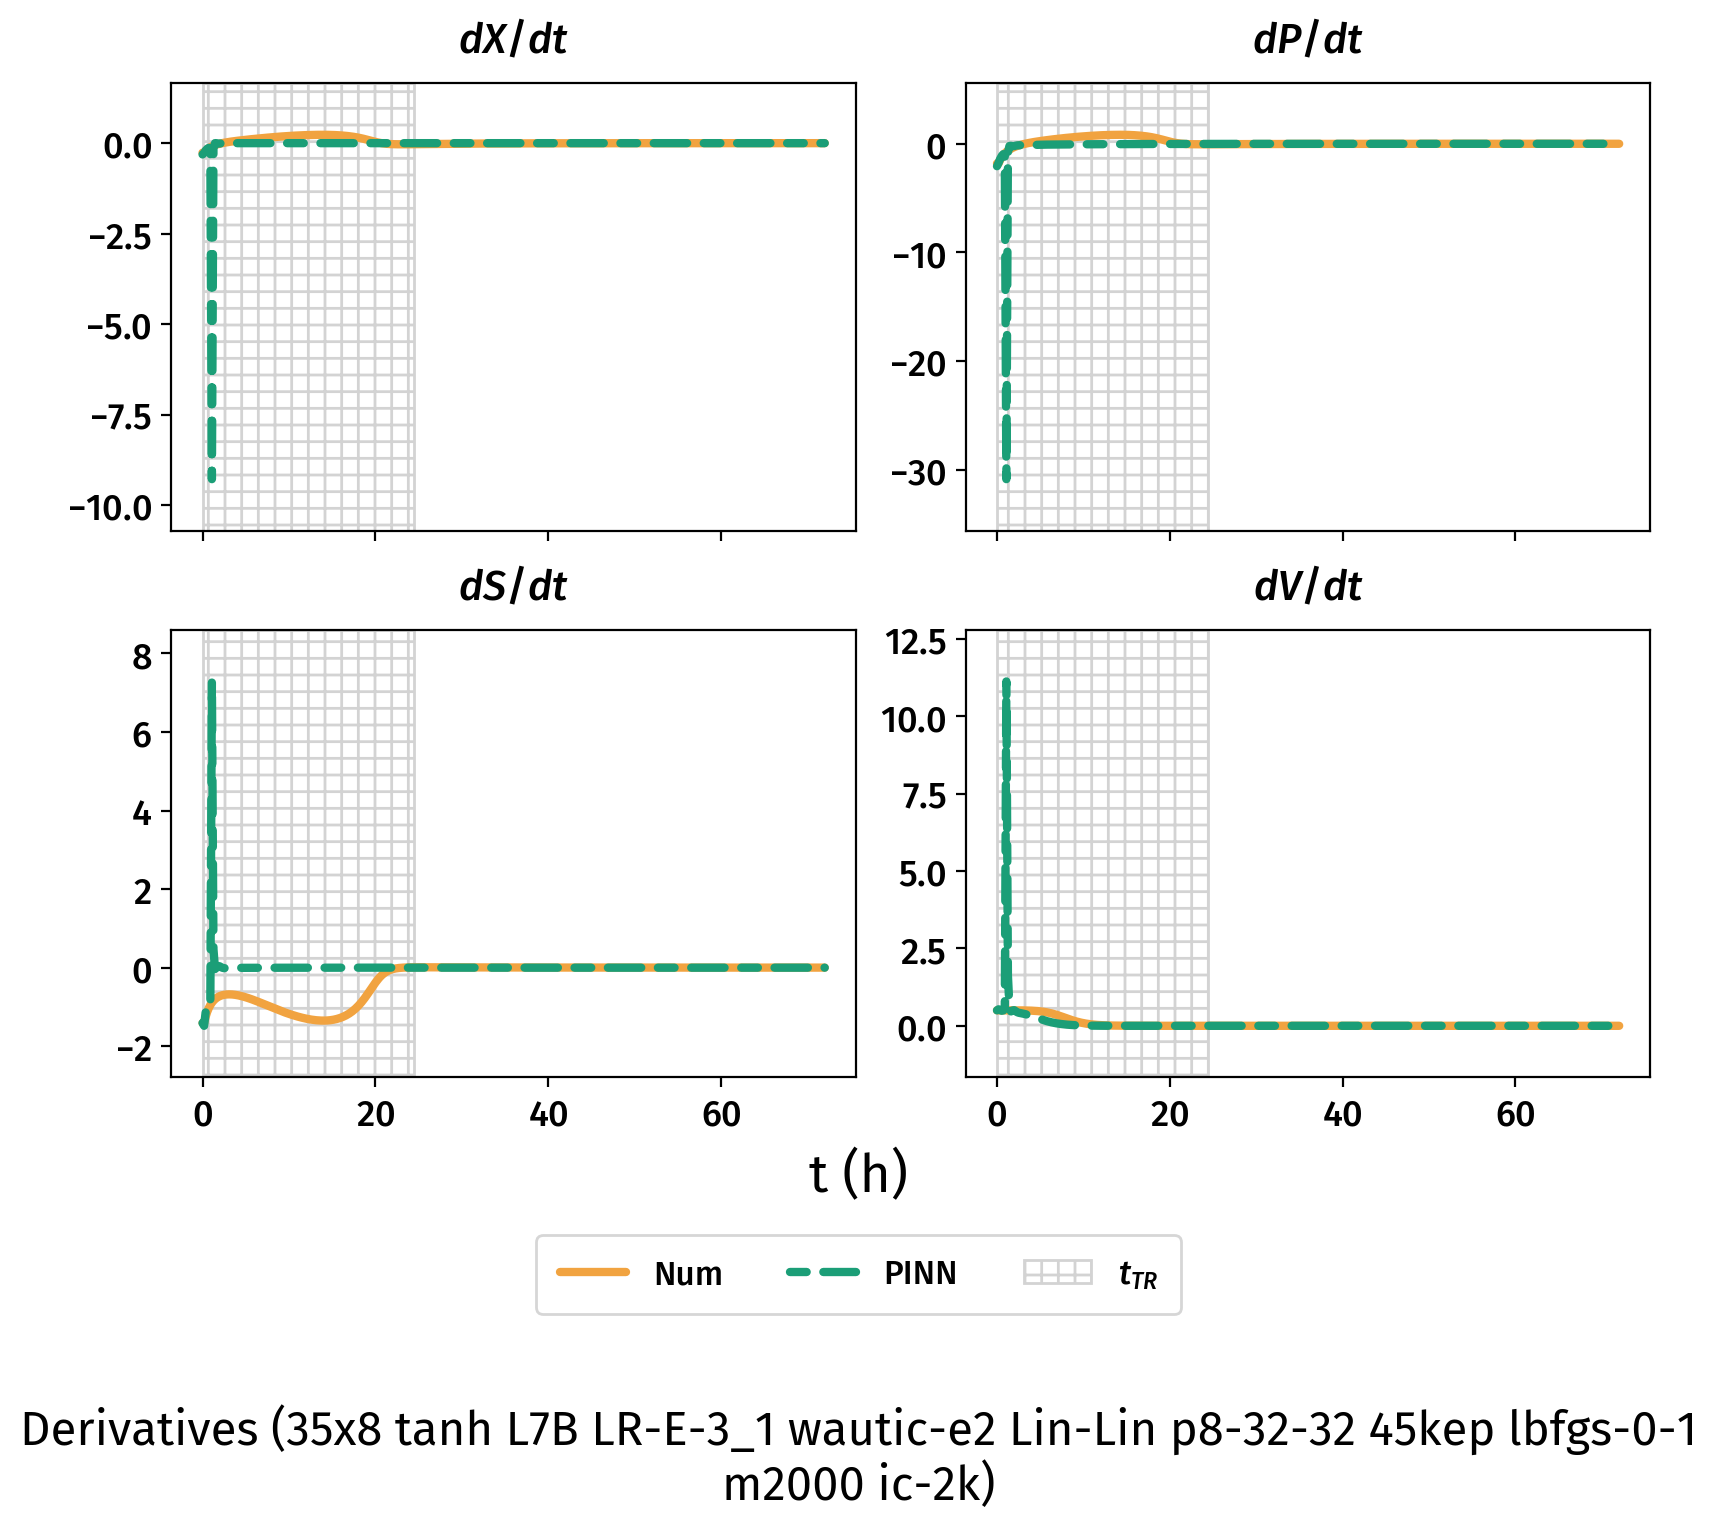 dX/dt
dP/dt
0.0
−2.5
−5.0
−7.5
−10.0
0
−10
−20
−30
dS/dt
dV/dt
8
6
4
2
0
−2
12.5
10.0
7.5
5.0
2.5
0.0
0 20 40 60
0 20 40 60
t (h)
Num PINN tTR
Derivatives (35x8 tanh L7B LR-E-3_1 wautic-e2 Lin-Lin p8-32-32 45kep lbfgs-0-1
m2000 ic-2k)